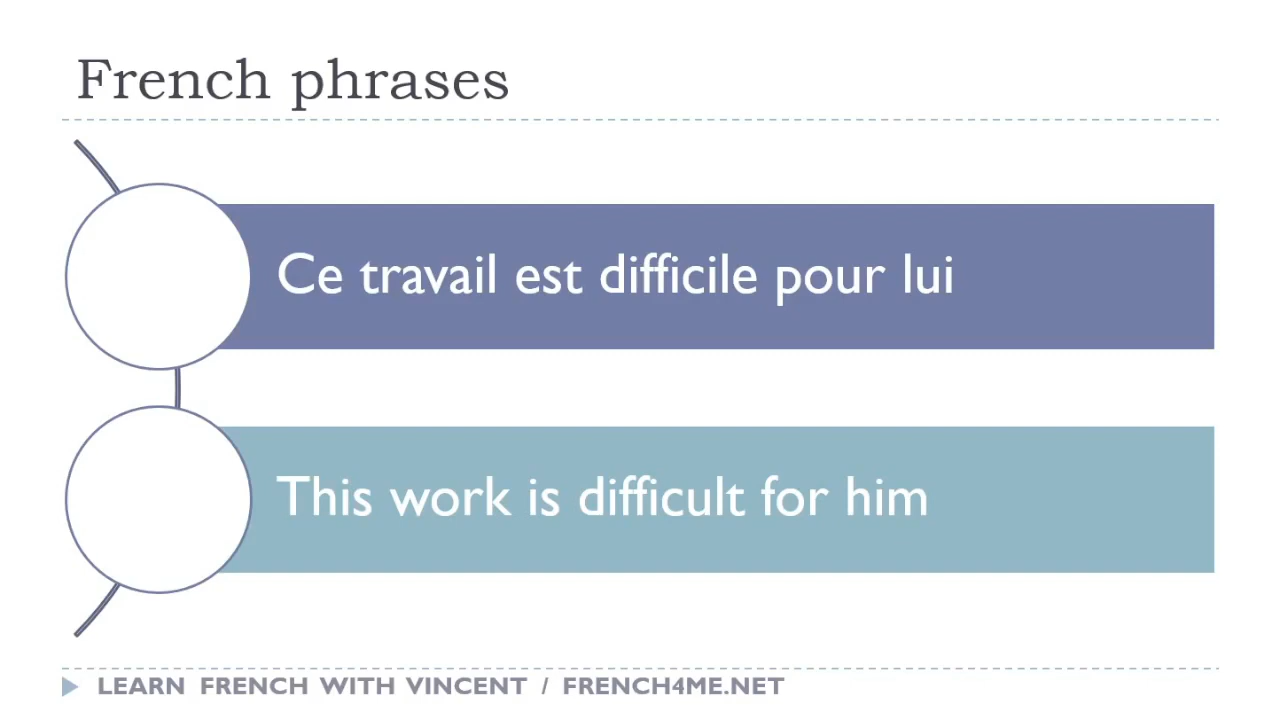 French phrases
Ce travail est difficile pour lui
This work is difficult for him
LEARN FRENCH WITH VINCENT / FRENCH4ME.NET